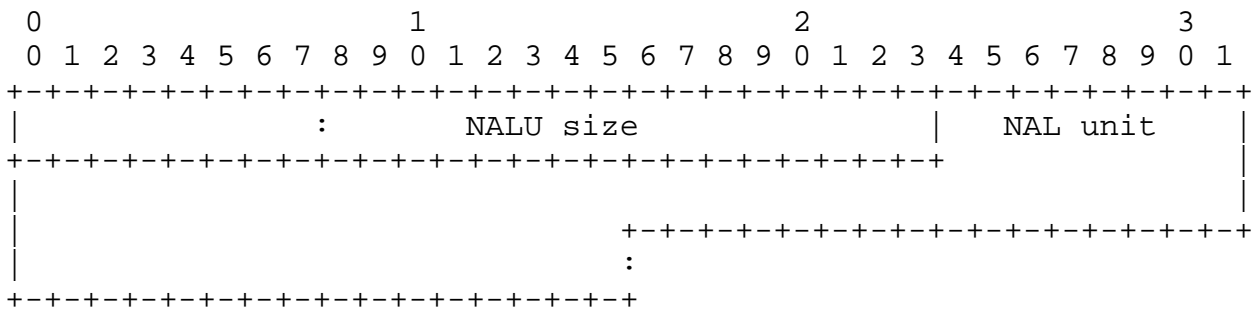 0                   1                   2                   3
0 1 2 3 4 5 6 7 8 9 0 1 2 3 4 5 6 7 8 9 0 1 2 3 4 5 6 7 8 9 0 1
+-+-+-+-+-+-+-+-+-+-+-+-+-+-+-+-+-+-+-+-+-+-+-+-+-+-+-+-+-+-+-+-+
|               :       NALU size               |   NAL unit    |
+-+-+-+-+-+-+-+-+-+-+-+-+-+-+-+-+-+-+-+-+-+-+-+-+               |
|                                                               |
|                               +-+-+-+-+-+-+-+-+-+-+-+-+-+-+-+-+
|                               :
+-+-+-+-+-+-+-+-+-+-+-+-+-+-+-+-+